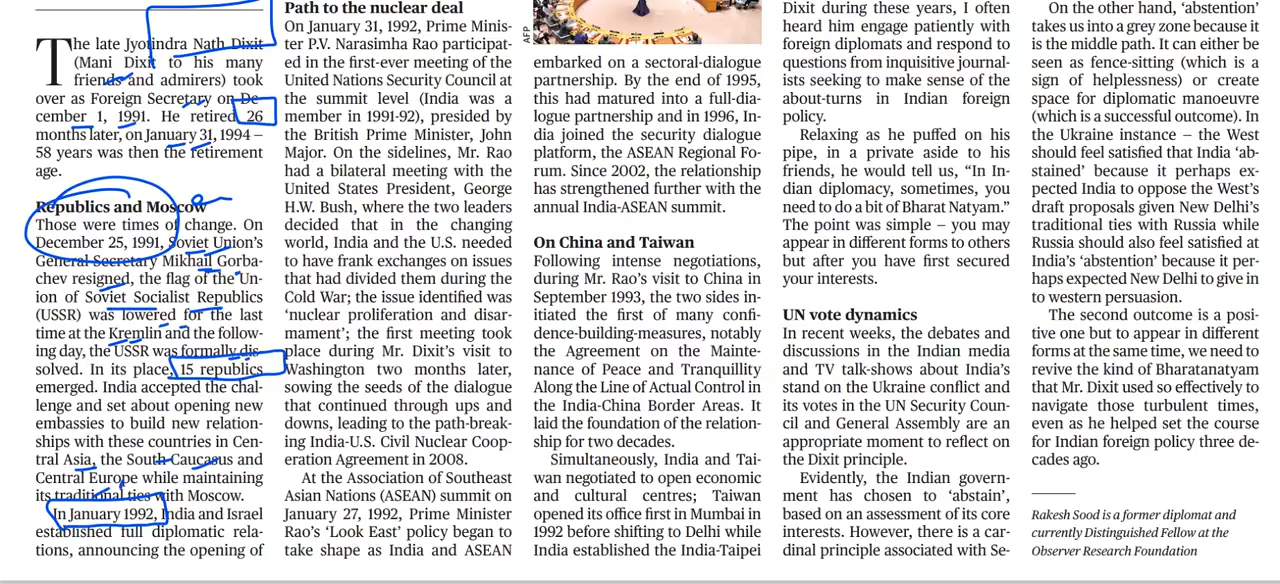 The late Jyotindra Nath Dixit
(Mani Dixit to his many
friends and admirers) took
over as Foreign Secretary on De-
cember 1, 1991. He retired 26
months later, on January 31, 1994 –
58 years was then the retirement
age.
Republics and Moscow
Those were times of change. On
December 25, 1991, Soviet Union’s
General Secretary Mikhail Gorba-
chev resigned, the flag of the Un-
ion of Soviet Socialist Republics
(USSR) was lowered for the last
time at the Kremlin and the follow-
ing day, the USSR was formally dis-
solved. In its place, 15 republics
emerged. India accepted the chal-
lenge and set about opening new
embassies to build new relation-
ships with these countries in Cen-
tral Asia, the South Caucasus and
Central Europe while maintaining
its traditional ties with Moscow.
In January 1992, India and Israel
established full diplomatic rela-
tions, announcing the opening of
Path to the nuclear deal
On January 31, 1992, Prime Minis-
ter P.V. Narasimha Rao participat-
ed in the first-ever meeting of the
United Nations Security Council at
the summit level (India was a
member in 1991-92), presided by
the British Prime Minister, John
Major. On the sidelines, Mr. Rao
had a bilateral meeting with the
United States President, George
H.W. Bush, where the two leaders
decided that in the changing
world, India and the U.S. needed
to have frank exchanges on issues
that had divided them during the
Cold War; the issue identified was
‘nuclear proliferation and disar-
mament’; the first meeting took
place during Mr. Dixit’s visit to
Washington two months later,
sowing the seeds of the dialogue
that continued through ups and
downs, leading to the path-break-
ing India-U.S. Civil Nuclear Coop-
eration Agreement in 2008.
At the Association of Southeast
Asian Nations (ASEAN) summit on
January 27, 1992, Prime Minister
Rao’s ‘Look East’ policy began to
take shape as India and ASEAN
AFP
embarked on a sectoral-dialogue
partnership. By the end of 1995,
this had matured into a full-dia-
logue partnership and in 1996, In-
dia joined the security dialogue
platform, the ASEAN Regional Fo-
rum. Since 2002, the relationship
has strengthened further with the
annual India-ASEAN summit.
On China and Taiwan
Following intense negotiations,
during Mr. Rao’s visit to China in
September 1993, the two sides in-
itiated the first of many confi-
dence-building-measures, notably
the Agreement on the Mainte-
nance of Peace and Tranquillity
Along the Line of Actual Control in
the India-China Border Areas. It
laid the foundation of the relation-
ship for two decades.
Simultaneously, India and Tai-
wan negotiated to open economic
and cultural centres; Taiwan
opened its office first in Mumbai in
1992 before shifting to Delhi while
India established the India-Taipei
Dixit during these years, I often
heard him engage patiently with
foreign diplomats and respond to
questions from inquisitive journal-
ists seeking to make sense of the
about-turns in Indian foreign
policy.
Relaxing as he puffed on his
pipe, in a private aside to his
friends, he would tell us, “In In-
dian diplomacy, sometimes, you
need to do a bit of Bharat Natyam.”
The point was simple – you may
appear in different forms to others
but after you have first secured
your interests.
UN vote dynamics
In recent weeks, the debates and
discussions in the Indian media
and TV talk-shows about India’s
stand on the Ukraine conflict and
its votes in the UN Security Coun-
cil and General Assembly are an
appropriate moment to reflect on
the Dixit principle.
Evidently, the Indian govern-
ment has chosen to ‘abstain’,
based on an assessment of its core
interests. However, there is a car-
dinal principle associated with Se-
On the other hand, ‘abstention’
takes us into a grey zone because it
is the middle path. It can either be
seen as fence-sitting (which is a
sign of helplessness) or create
space for diplomatic manoeuvre
(which is a successful outcome). In
the Ukraine instance – the West
should feel satisfied that India ‘ab-
stained’ because it perhaps ex-
pected India to oppose the West’s
draft proposals given New Delhi’s
traditional ties with Russia while
Russia should also feel satisfied at
India’s ‘abstention’ because it per-
haps expected New Delhi to give in
to western persuasion.
The second outcome is a posi-
tive one but to appear in different
forms at the same time, we need to
revive the kind of Bharatanatyam
that Mr. Dixit used so effectively to
navigate those turbulent times,
even as he helped set the course
for Indian foreign policy three de-
cades ago.
Rakesh Sood is a former diplomat and
currently Distinguished Fellow at the
Observer Research Foundation